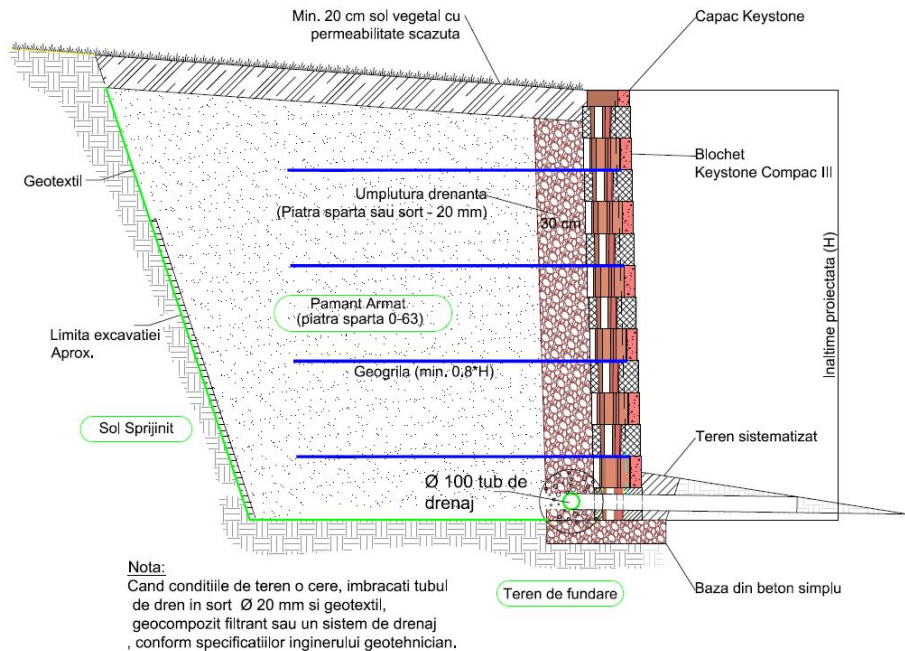 Min. 20 cm sol vegetal cu
permeabilitate scazuta
Capac Keystone
Geotextil
Blochet
Keystone Compac III
Umplutura drenanta
(Piatra sparta sau sort - 20 mm)
30 cm
Inaltime proiectata (H)
Pamant Armat
(piatra sparta 0-63)
Limita excavatiei
Aprox.
Geogrila (min. 0.8*H)
Sol Sprijinit
Teren sistematizat
Ø 100 tub de
drenaj
Nota:
Cand conditiile de teren o cere, imbracati tubul
de dren in sort Ø 20 mm si geotextil,
geocompozit filtrant sau un sistem de drenaj
, conform specificatiilor inginerului geotehnician.
Teren de fundare
Baza din beton simplu